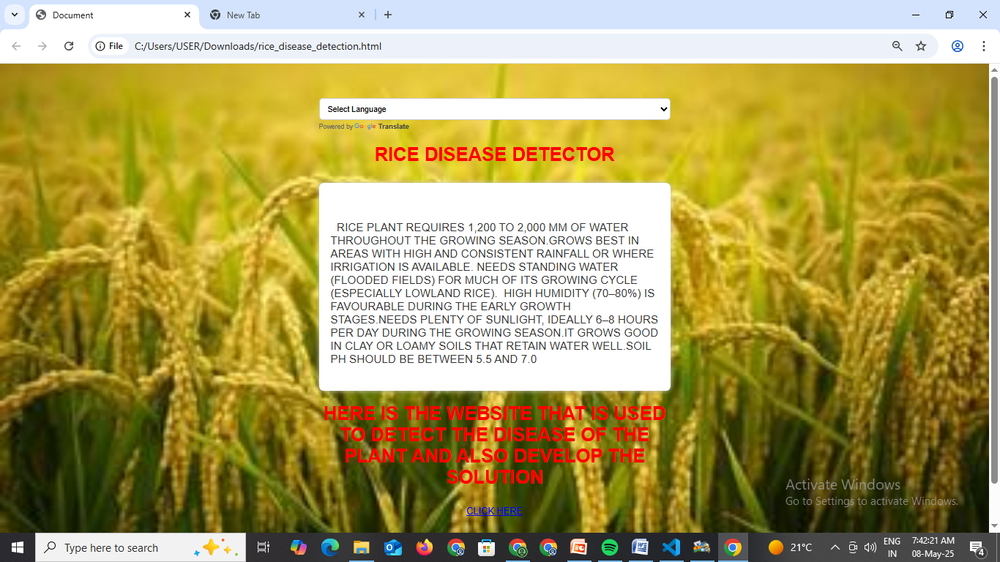 Document
New Tab
File
C:/Users/USER/Downloads/rice_disease_detection.html
Select Language
Powered by Google Translate
RICE DISEASE DETECTOR
RICE PLANT REQUIRES 1,200 TO 2,000 MM OF WATER
THROUGHOUT THE GROWING SEASON.GROWS BEST IN
AREAS WITH HIGH AND CONSISTENT RAINFALL OR WHERE
IRRIGATION IS AVAILABLE. NEEDS STANDING WATER
(FLOODED FIELDS) FOR MUCH OF ITS GROWING CYCLE
(ESPECIALLY LOWLAND RICE).  HIGH HUMIDITY (70–80%) IS
FAVOURABLE DURING THE EARLY GROWTH
STAGES.NEEDS PLENTY OF SUNLIGHT, IDEALLY 6–8 HOURS
PER DAY DURING THE GROWING SEASON.IT GROWS GOOD
IN CLAY OR LOAMY SOILS THAT RETAIN WATER WELL.SOIL
PH SHOULD BE BETWEEN 5.5 AND 7.0
HERE IS THE WEBSITE THAT IS USED
TO DETECT THE DISEASE OF THE
PLANT AND ALSO DEVELOP THE
SOLUTION
CLICK HERE
Activate Windows
Go to Settings to activate Windows.
Type here to search
21°C
ENG
IN
7:42:21 AM
08-May-25
4